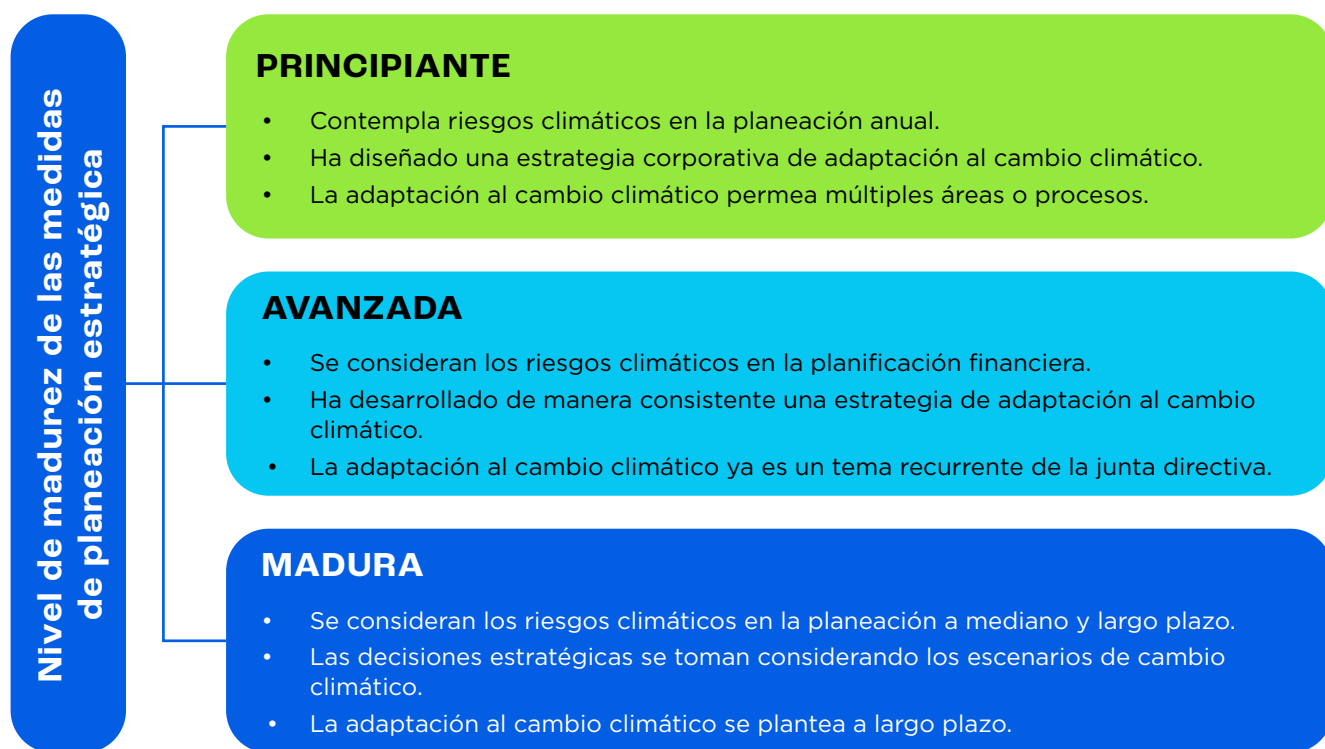 Nivel de madurez de las medidas
de planeación estratégica
PRINCIPIANTE
• Contempla riesgos climáticos en la planeación anual.
• Ha diseñado una estrategia corporativa de adaptación al cambio climático.
• La adaptación al cambio climático permea múltiples áreas o procesos.
AVANZADA
• Se consideran los riesgos climáticos en la planificación financiera.
• Ha desarrollado de manera consistente una estrategia de adaptación al cambio
climático.
• La adaptación al cambio climático ya es un tema recurrente de la junta directiva.
MADURA
• Se consideran los riesgos climáticos en la planeación a mediano y largo plazo.
• Las decisiones estratégicas se toman considerando los escenarios de cambio
climático.
• La adaptación al cambio climático se plantea a largo plazo.